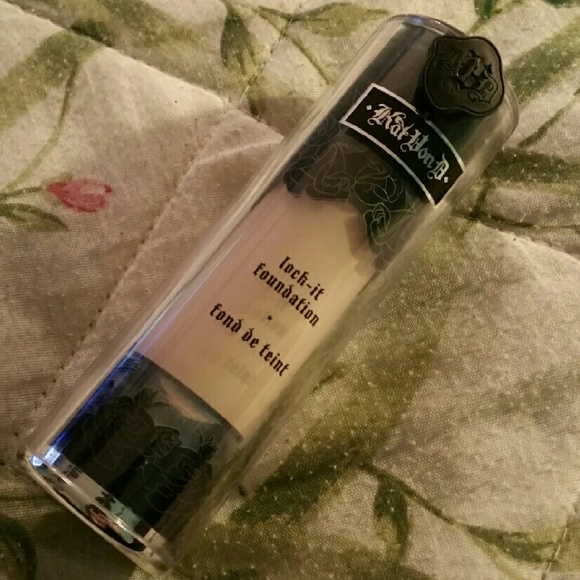 Kat Von D
lock-it
foundation
fond de teint